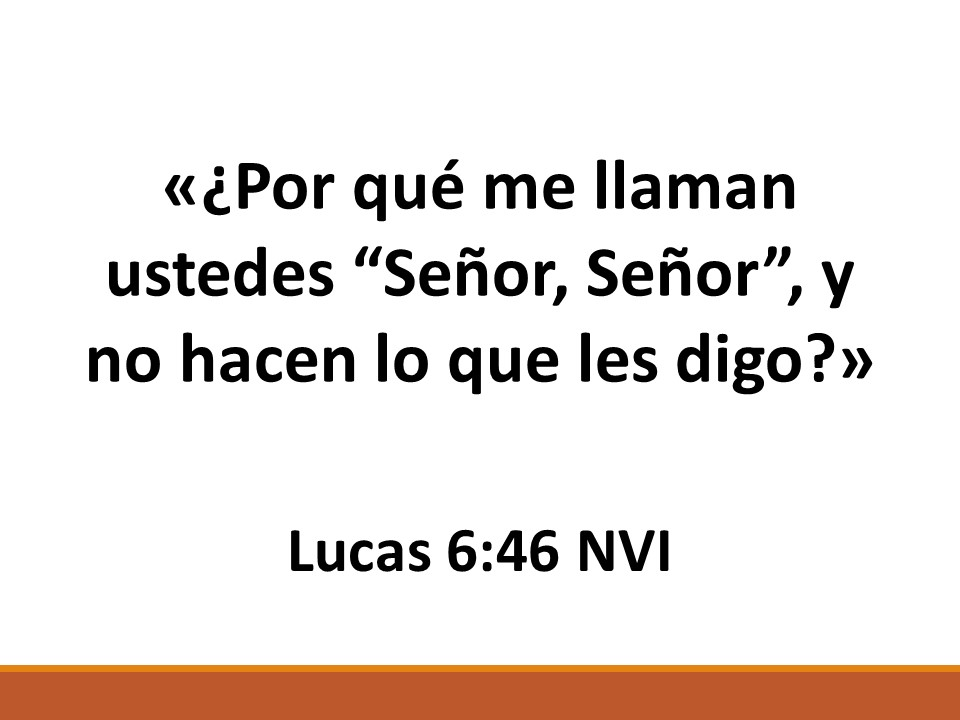 «¿Por qué me llaman
ustedes “Señor, Señor”, y
no hacen lo que les digo?»
Lucas 6:46 NVI